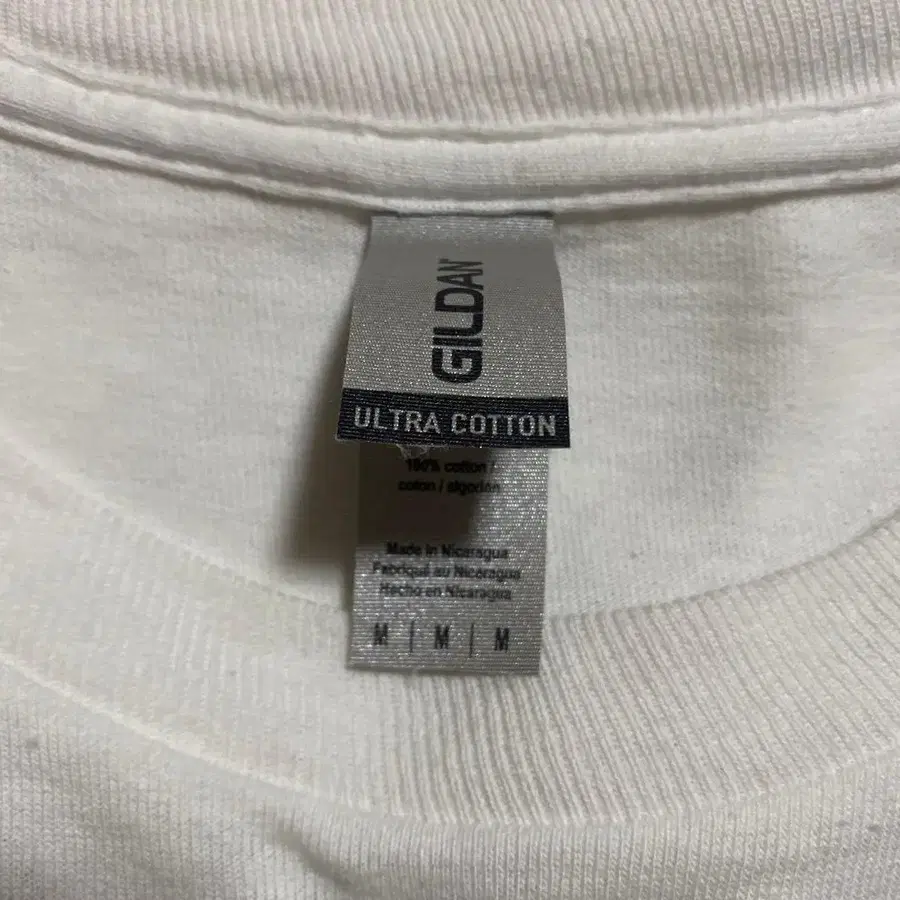 GILDAN
ULTRA COTTON
100% cotton /
coton / algodón
Made in Nicaragua
Fabriqué au Nicaragua
Hecho en Nicaragua
M | M | M